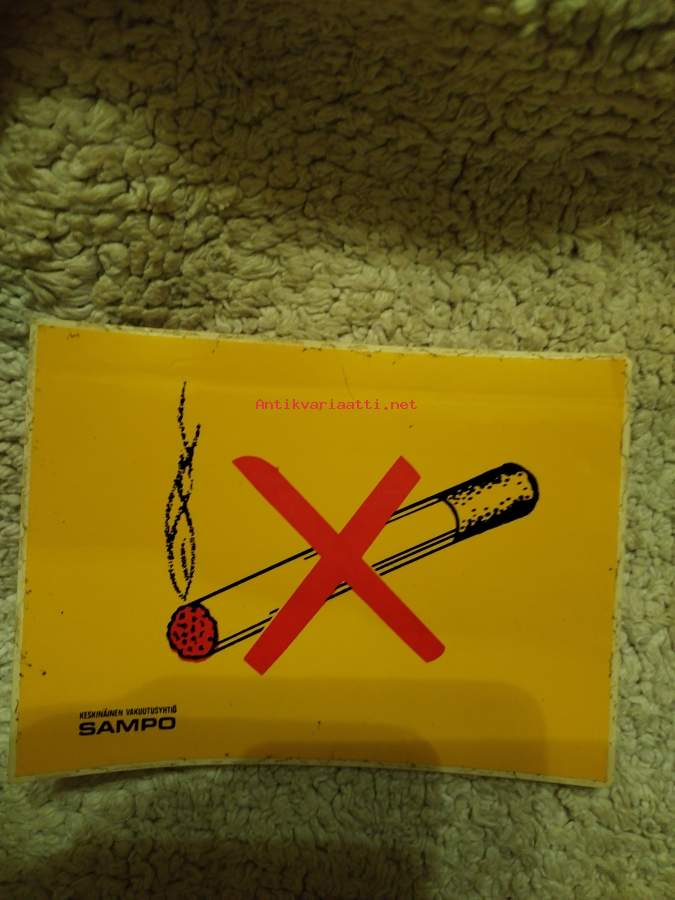 Antikvariaatti.net
KESKINÄINEN VAKUUTUSYHTIÖ
SAMPO